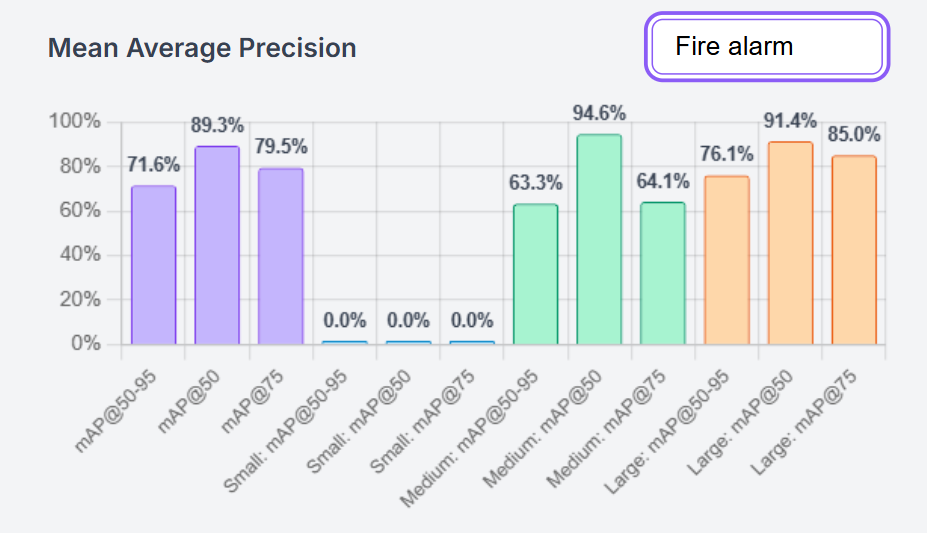 Mean Average Precision
Fire alarm
100%
80%
60%
40%
20%
0%
71.6%
89.3%
79.5%
0.0%
0.0%
0.0%
63.3%
94.6%
64.1%
76.1%
91.4%
85.0%
mAP@50-95
mAP@50
mAP@75
Small: mAP@50-95
Small: mAP@50
Small: mAP@75
Medium: mAP@50-95
Medium: mAP@50
Medium: mAP@75
Large: mAP@50-95
Large: mAP@50
Large: mAP@75